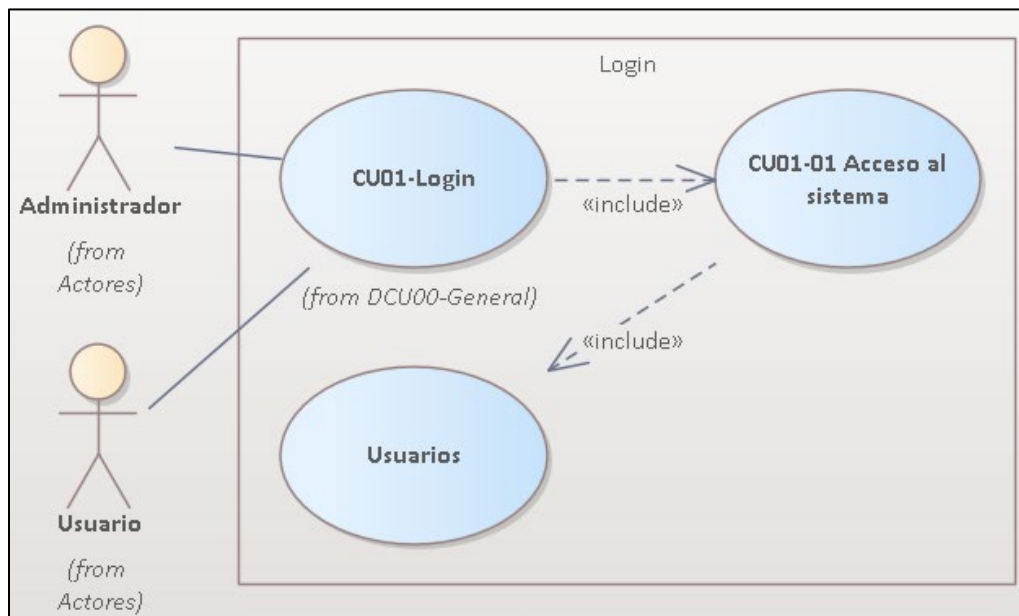 Login
CU01-Login
CU01-01 Acceso al
sistema
«include»
Administrador
(from
Actores)
(from DCU00-General)
«include»
Usuarios
Usuario
(from
Actores)